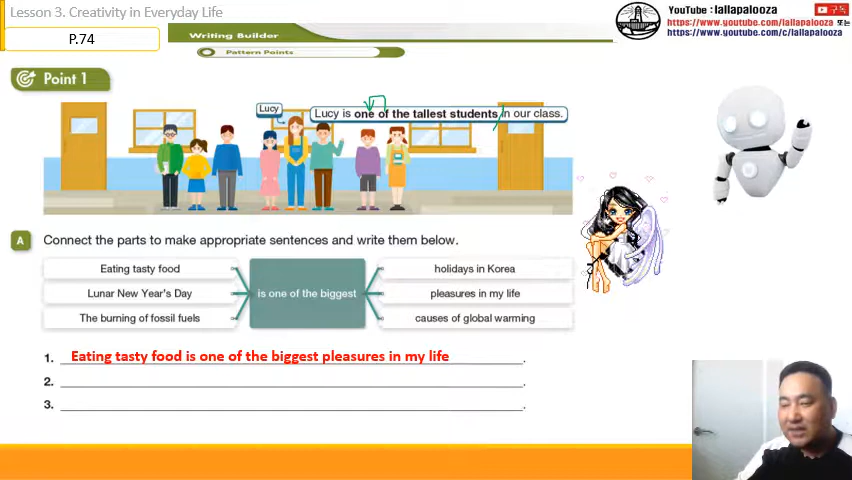 Lesson 3. Creativity in Everyday Life
P.74
Writing Builder
Pattern Points
YouTube : lallapalooza
구독
https://www.youtube.com/lallapalooza 또는
https://www.youtube.com/c/lallapalooza
Point 1
Lucy
Lucy is one of the tallest students in our class.
A Connect the parts to make appropriate sentences and write them below.
Eating tasty food
Lunar New Year's Day
The burning of fossil fuels
is one of the biggest
holidays in Korea
pleasures in my life
causes of global warming
1. Eating tasty food is one of the biggest pleasures in my life .
2. .
3. .